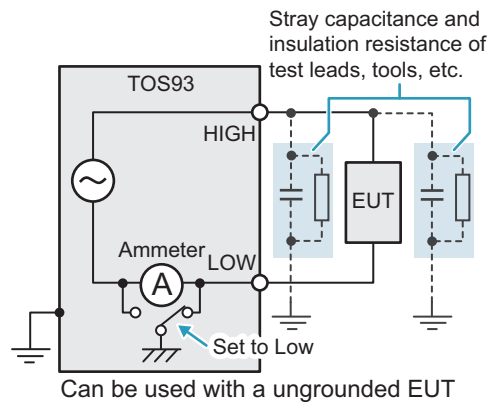 Stray capacitance and
insulation resistance of
test leads, tools, etc.
TOS93
HIGH
EUT
Ammeter
LOW
A
Set to Low
Can be used with a ungrounded EUT